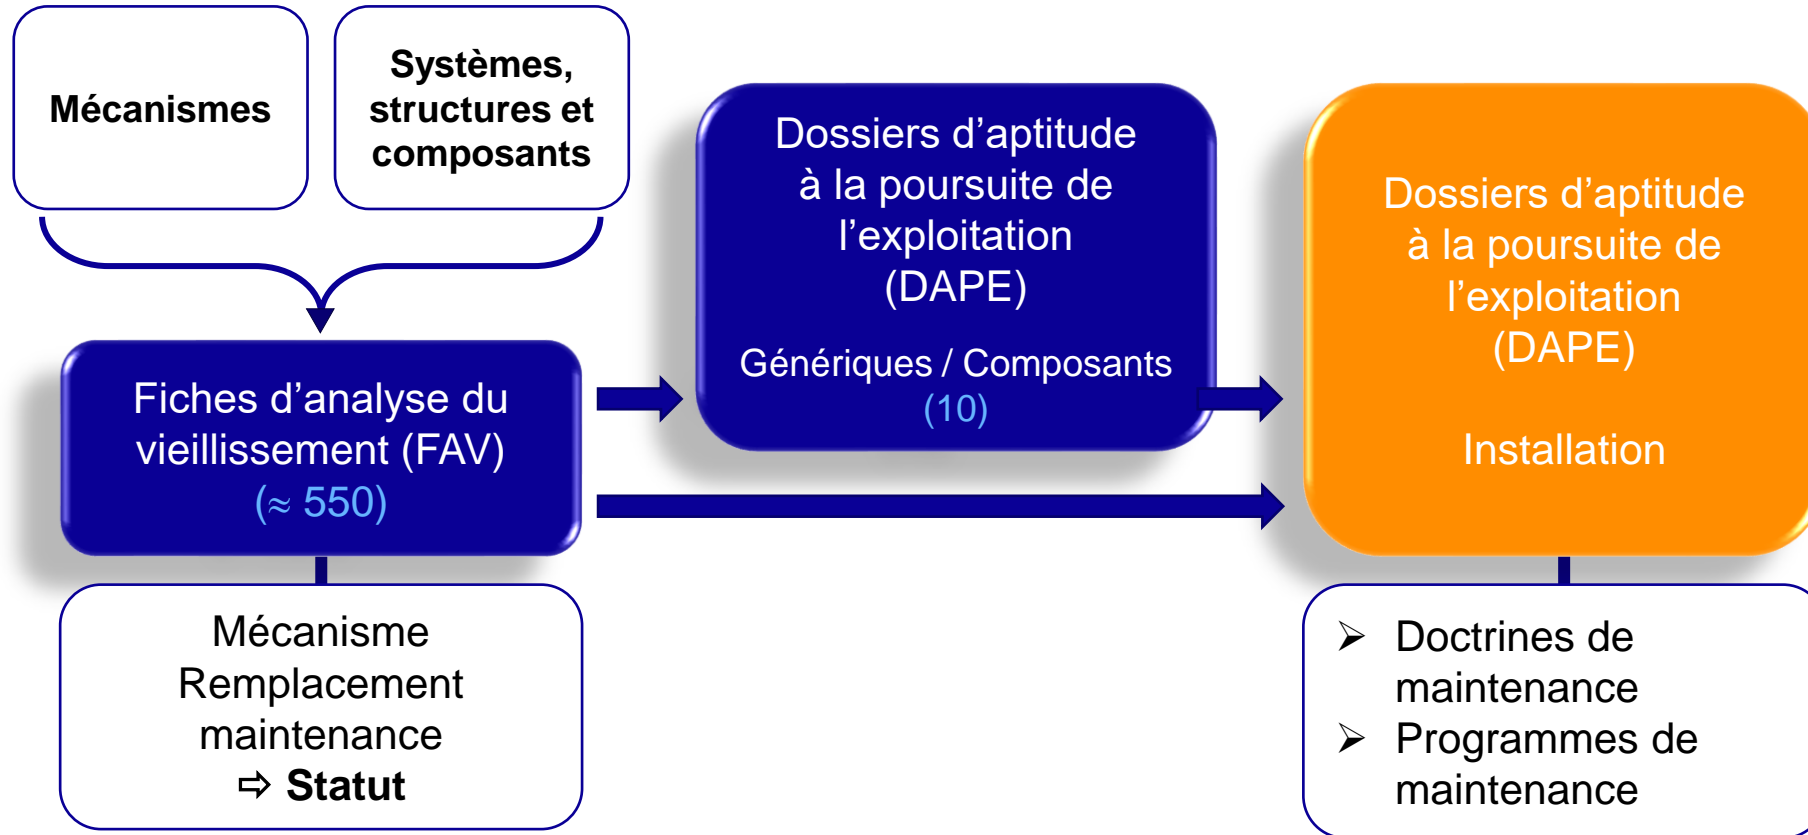 Mécanismes
Systèmes,
structures et
composants
Dossiers d’aptitude
à la poursuite de
l’exploitation
(DAPE)
Génériques / Composants
(10)
Dossiers d’aptitude
à la poursuite de
l’exploitation
(DAPE)
Installation
Fiches d’analyse du
vieillissement (FAV)
(≈ 550)
Mécanisme
Remplacement
maintenance
⇨ Statut
➢ Doctrines de
maintenance
➢ Programmes de
maintenance